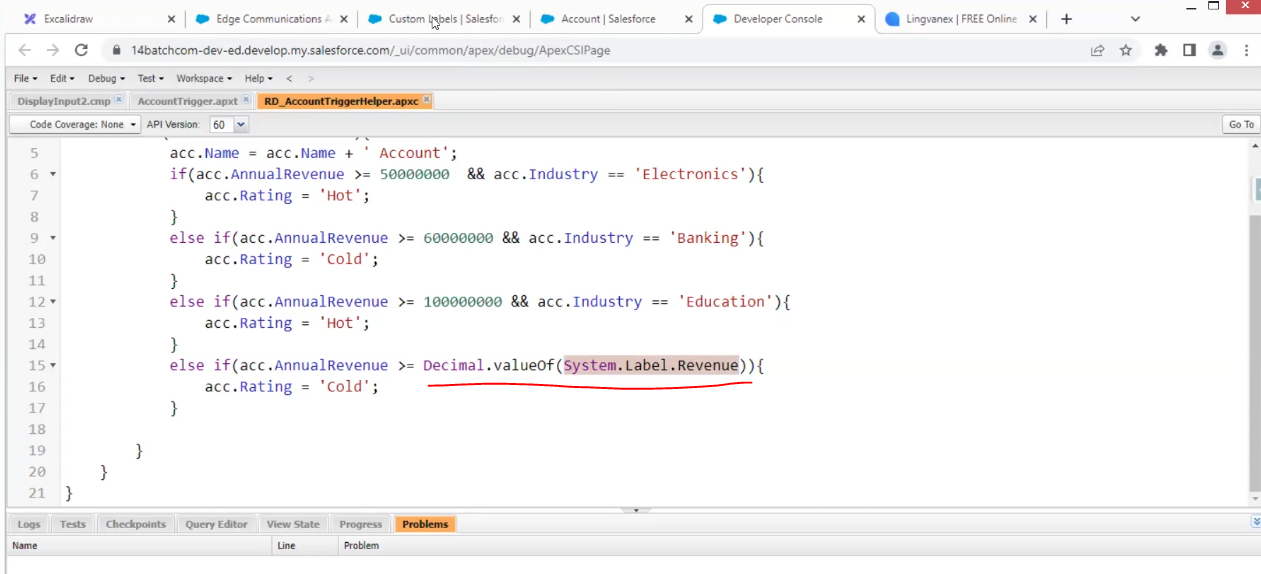 Excalidraw
Edge Communications A
Custom Labels | Salesfor
Account | Salesforce
Developer Console
Lingvanex | FREE Online
14batchcom-dev-ed.develop.my.salesforce.com/_ui/common/apex/debug/ApexCSIPage
File Edit Debug Test Workspace Help < >
DisplayInput2.cmp AccountTrigger.apxt RD_AccountTriggerHelper.apxc
Code Coverage: None API Version: 60 Go To
5 acc.Name = acc.Name + ' Account';
6 if(acc.AnnualRevenue >= 50000000  && acc.Industry == 'Electronics'){
7 acc.Rating = 'Hot';
8 }
9 else if(acc.AnnualRevenue >= 60000000 && acc.Industry == 'Banking'){
10 acc.Rating = 'Cold';
11 }
12 else if(acc.AnnualRevenue >= 100000000 && acc.Industry == 'Education'){
13 acc.Rating = 'Hot';
14 }
15 else if(acc.AnnualRevenue >= Decimal.valueOf(System.Label.Revenue)){
16 acc.Rating = 'Cold';
17 }
18
19 }
20 }
21 }
Logs Tests Checkpoints Query Editor View State Progress Problems
Name Line Problem